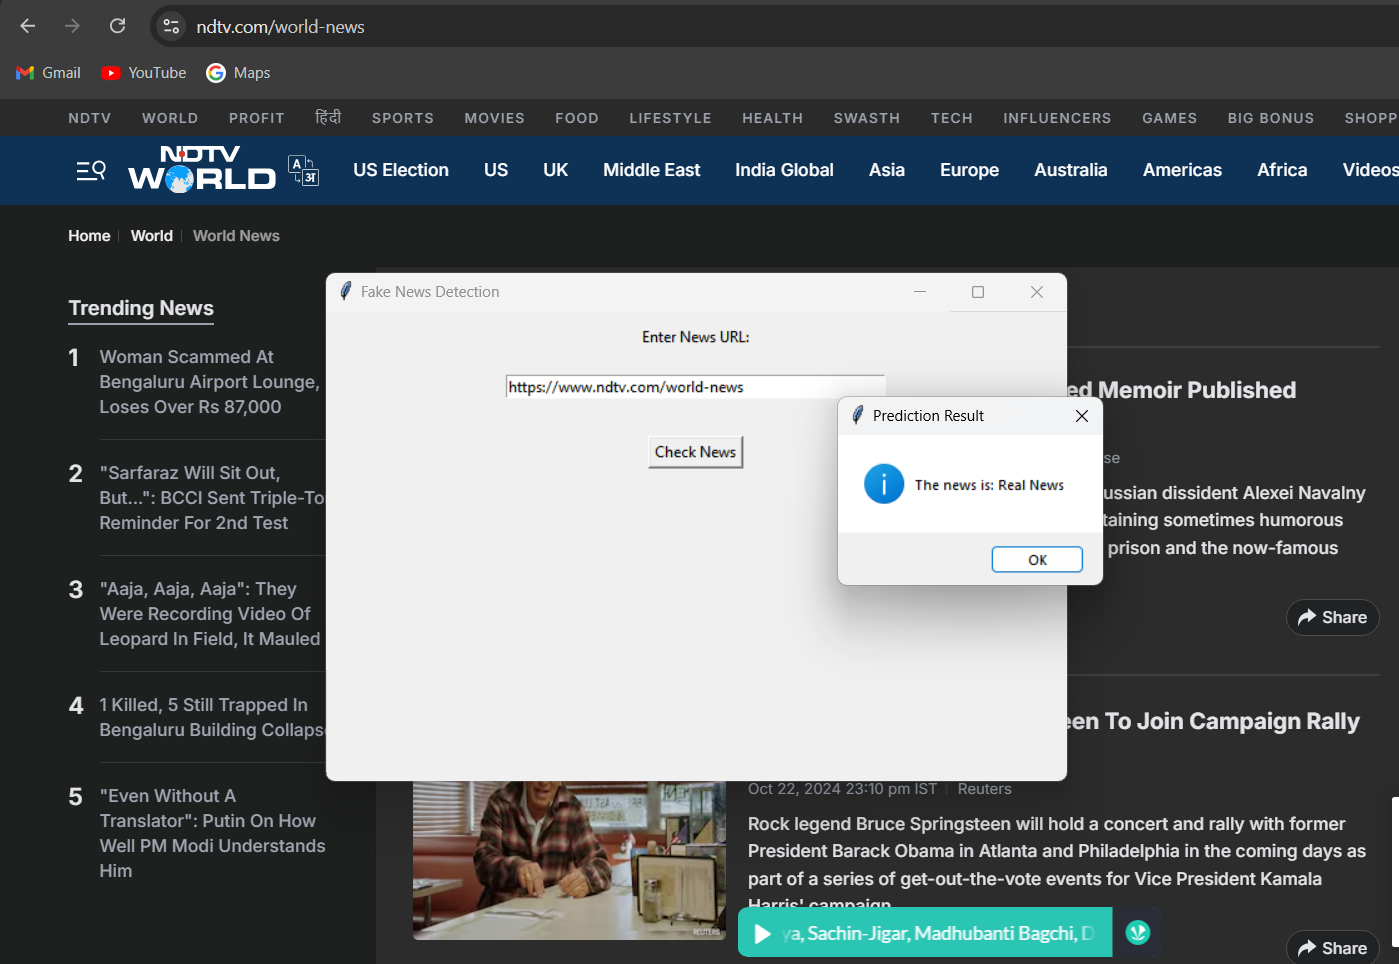 ndtv.com/world-news
Gmail YouTube Maps
NDTV WORLD PROFIT हिंदी SPORTS MOVIES FOOD LIFESTYLE HEALTH SWASTH TECH INFLUENCERS GAMES BIG BONUS SHOPP
NDTV
WORLD
A अ
US Election US UK Middle East India Global Asia Europe Australia Americas Africa Videos
Home World World News
Trending News
1 Woman Scammed At
Bengaluru Airport Lounge,
Loses Over Rs 87,000
2 "Sarfaraz Will Sit Out,
But...": BCCI Sent Triple-To
Reminder For 2nd Test
3 "Aaja, Aaja, Aaja": They
Were Recording Video Of
Leopard In Field, It Mauled
4 1 Killed, 5 Still Trapped In
Bengaluru Building Collaps
5 "Even Without A
Translator": Putin On How
Well PM Modi Understands
Him
Fake News Detection
Enter News URL:
https://www.ndtv.com/world-news
Check News
Prediction Result
The news is: Real News
OK
ed Memoir Published
se
ussian dissident Alexei Navalny
taining sometimes humorous
prison and the now-famous
Share
een To Join Campaign Rally
Oct 22, 2024 23:10 pm IST Reuters
Rock legend Bruce Springsteen will hold a concert and rally with former
President Barack Obama in Atlanta and Philadelphia in the coming days as
part of a series of get-out-the-vote events for Vice President Kamala
Harris' campaign
REUTERS
ya, Sachin-Jigar, Madhubanti Bagchi, D
Share